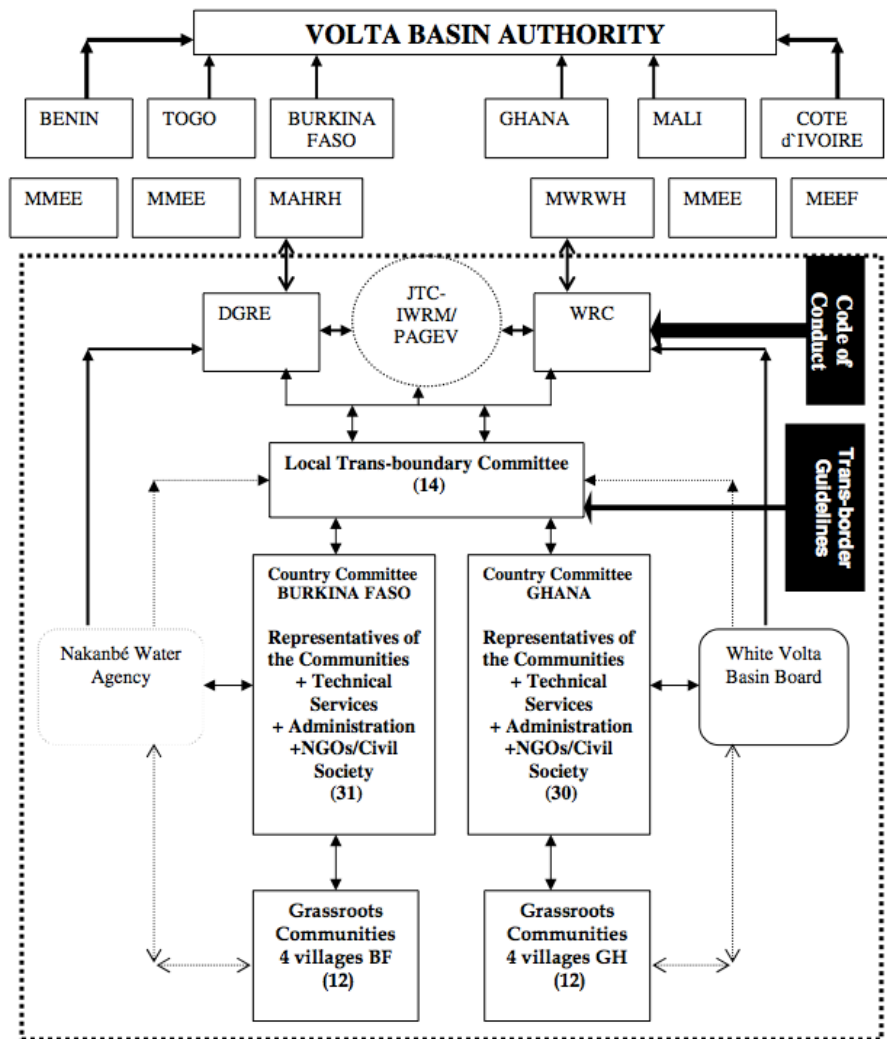 VOLTA BASIN AUTHORITY
BENIN
TOGO
BURKINA
FASO
GHANA
MALI
COTE
d`IVOIRE
MMEE
MMEE
MAHRH
MWRWH
MMEE
MEEF
DGRE
JTC-
IWRM/
PAGEV
WRC
Code of
Conduct
Local Trans-boundary Committee
(14)
Trans-border
Guidelines
Country Committee
BURKINA FASO
Representatives of
the Communities
+ Technical
Services
+ Administration
+NGOs/Civil
Society
(31)
Country Committee
GHANA
Representatives of
the Communities
+ Technical
Services
+ Administration
+NGOs/Civil
Society
(30)
Nakanbé Water
Agency
White Volta
Basin Board
Grassroots
Communities
4 villages BF
(12)
Grassroots
Communities
4 villages GH
(12)